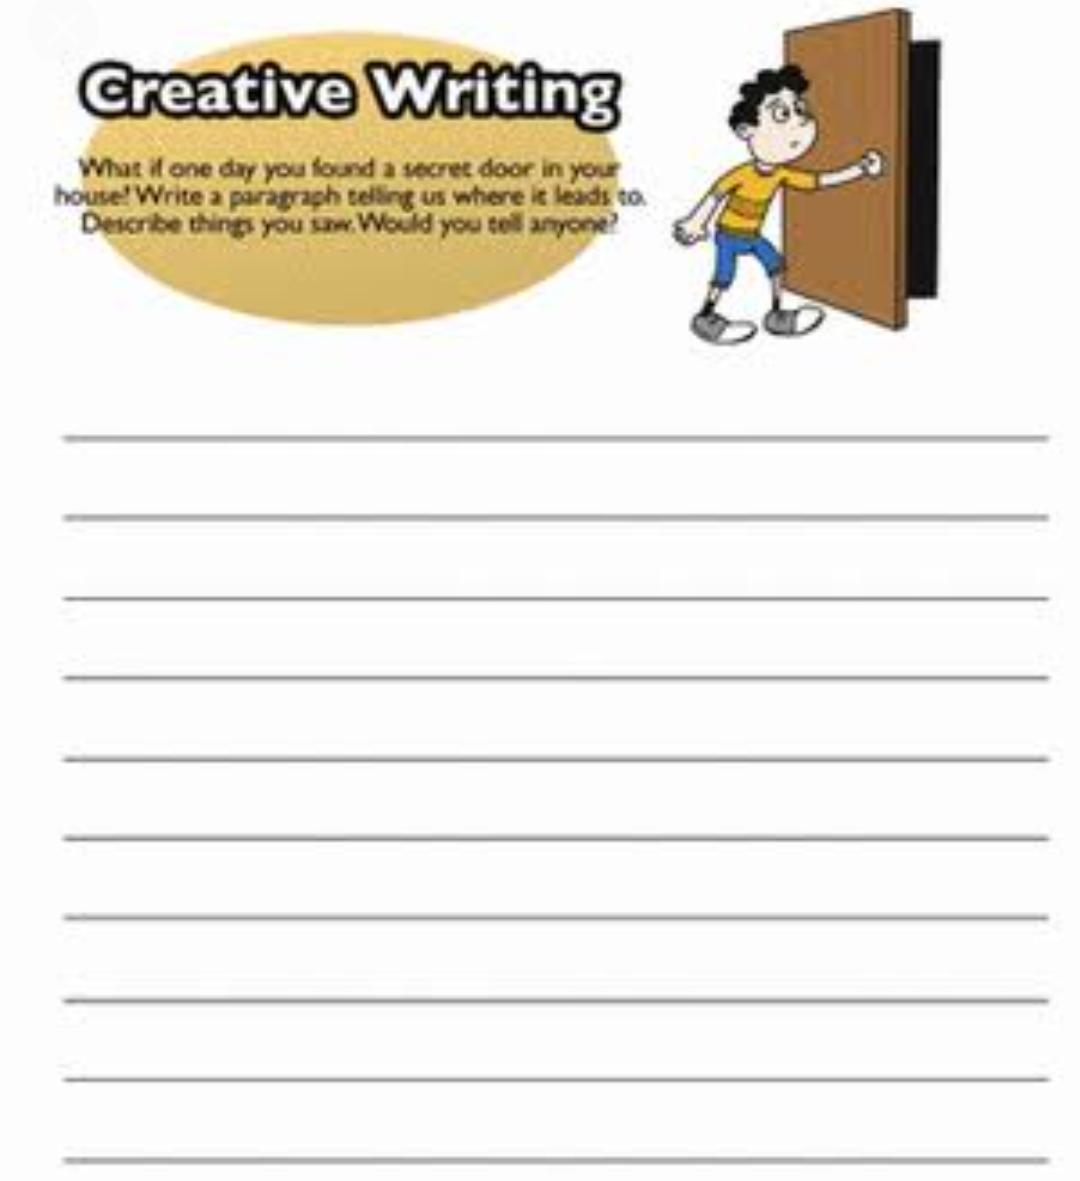 Creative Writing
What if one day you found a secret door in your
house! Write a paragraph telling us where it leads to.
Describe things you saw. Would you tell anyone?